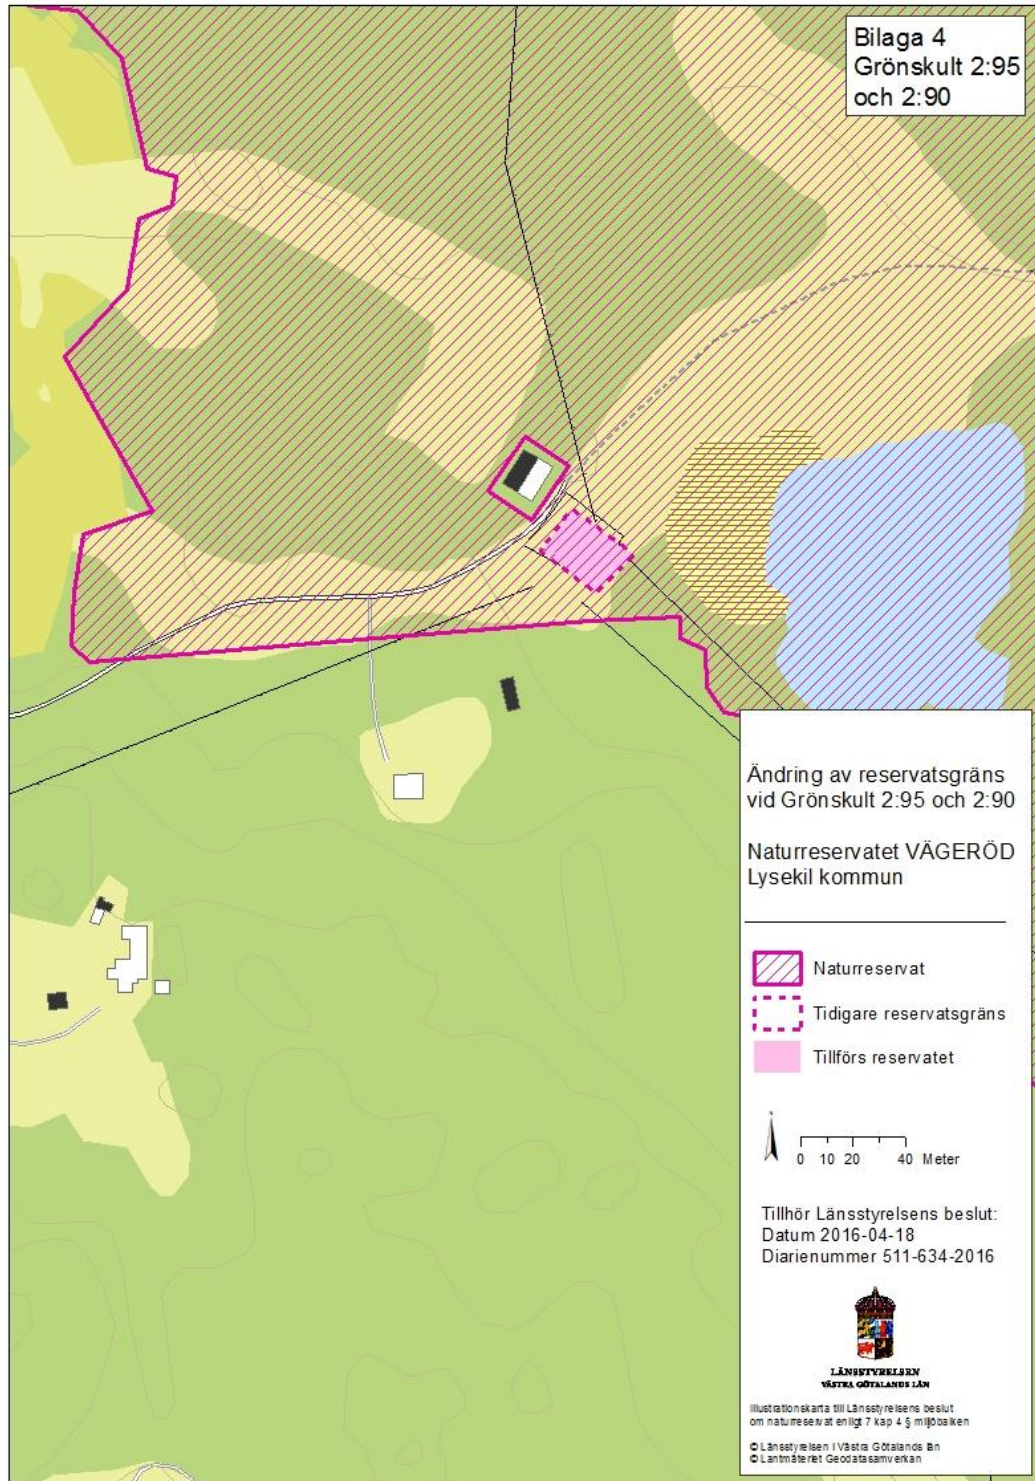 Bilaga 4
Grönskult 2:95
och 2:90
Ändring av reservatsgräns
vid Grönskult 2:95 och 2:90
Naturreservatet VÄGERÖD
Lysekil kommun
Naturreservat
Tidigare reservatsgräns
Tillförs reservatet
0 10 20 40 Meter
Tillhör Länsstyrelsens beslut:
Datum 2016-04-18
Diarienummer 511-634-2016
LÄNSSTYRELSEN
VÄSTRA GÖTALANDS LÄN
Illustrationskarta till Länsstyrelsens beslut
om naturreservat enligt 7 kap 4 § miljöbalken
© Länsstyrelsen i Västra Götalands län
© Lantmäteriet Geodatasamverkan